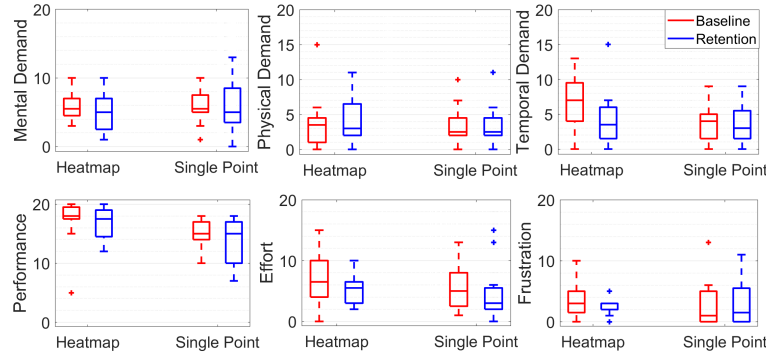 Mental Demand
20
10
0
Heatmap
Single Point
Physical Demand
20
15
10
5
0
Heatmap
Single Point
Temporal Demand
20
15
10
5
0
Heatmap
Single Point
Baseline
Retention
Performance
20
10
0
Heatmap
Single Point
Effort
20
10
0
Heatmap
Single Point
Frustration
20
10
0
Heatmap
Single Point